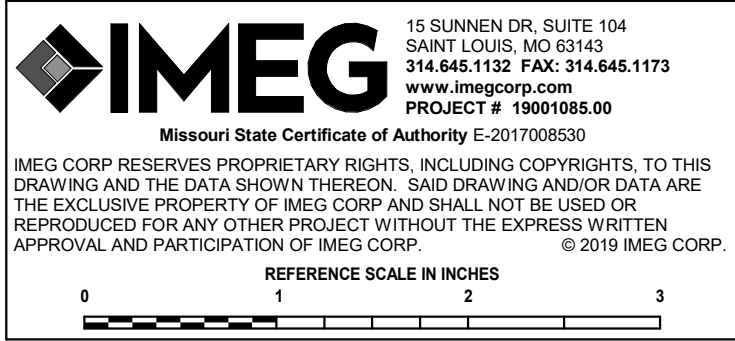 IMEG
15 SUNNEN DR, SUITE 104
SAINT LOUIS, MO 63143
314.645.1132 FAX: 314.645.1173
www.imegcorp.com
PROJECT # 19001085.00
Missouri State Certificate of Authority E-2017008530
IMEG CORP RESERVES PROPRIETARY RIGHTS, INCLUDING COPYRIGHTS, TO THIS
DRAWING AND THE DATA SHOWN THEREON. SAID DRAWING AND/OR DATA ARE
THE EXCLUSIVE PROPERTY OF IMEG CORP AND SHALL NOT BE USED OR
REPRODUCED FOR ANY OTHER PROJECT WITHOUT THE EXPRESS WRITTEN
APPROVAL AND PARTICIPATION OF IMEG CORP. © 2019 IMEG CORP.
REFERENCE SCALE IN INCHES
0 1 2 3